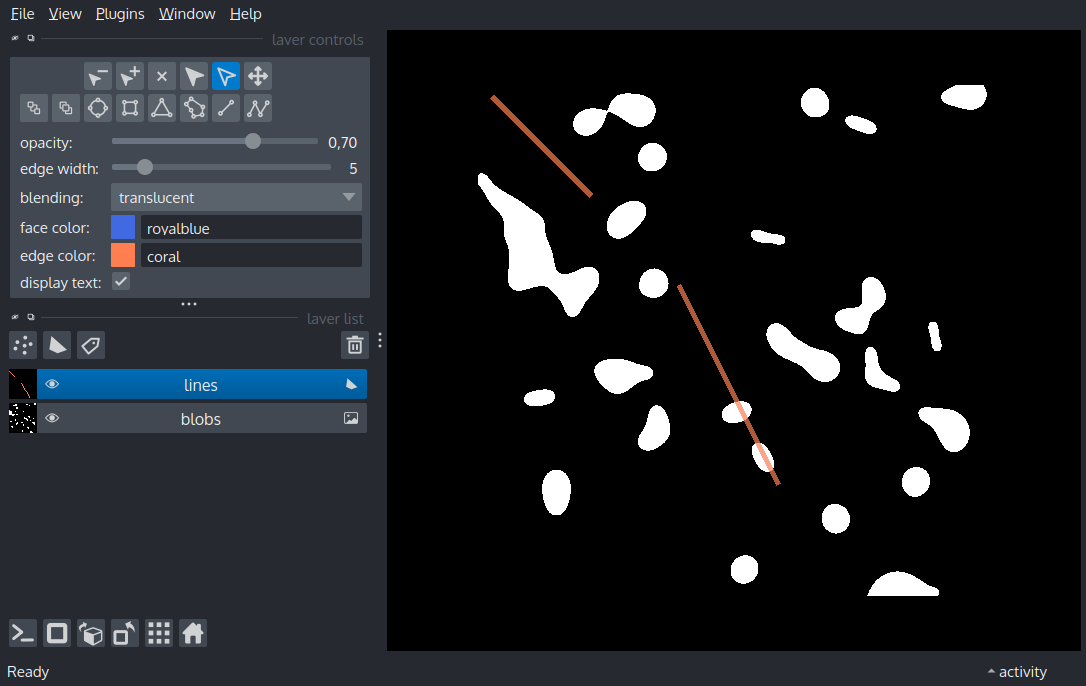 File View Plugins Window Help
layer controls
opacity: 0,70
edge width: 5
blending: translucent
face color: royalblue
edge color: coral
display text:
layer list
lines
blobs
Ready
activity